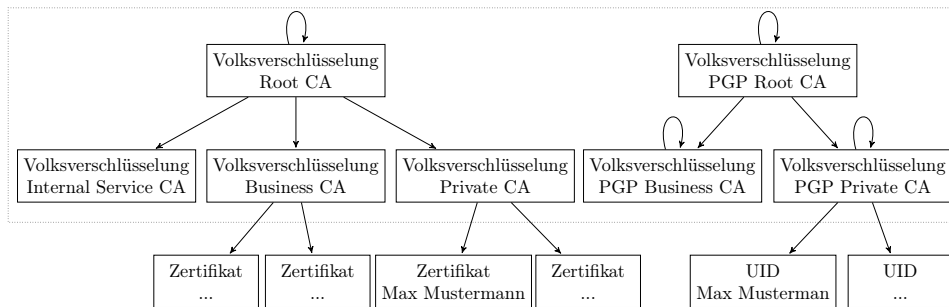 Volksverschlüsselung
Root CA
Volksverschlüsselung
PGP Root CA
Volksverschlüsselung
Internal Service CA
Volksverschlüsselung
Business CA
Volksverschlüsselung
Private CA
Volksverschlüsselung
PGP Business CA
Volksverschlüsselung
PGP Private CA
Zertifikat
...
Zertifikat
...
Zertifikat
Max Mustermann
Zertifikat
...
UID
Max Musterman
UID
...